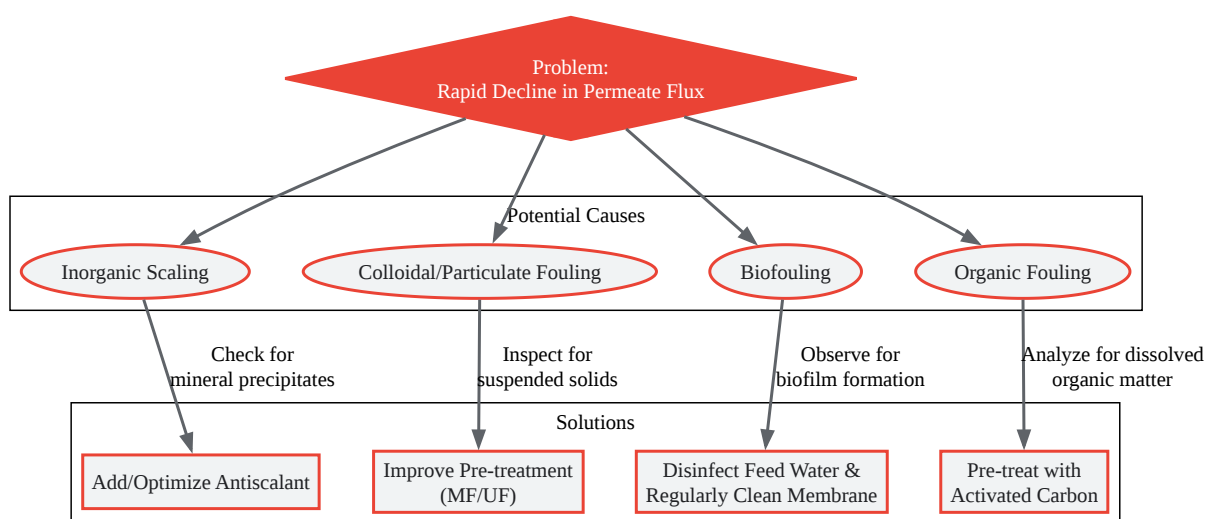 Problem:
Rapid Decline in Permeate Flux
Potential Causes
Inorganic Scaling
Colloidal/Particulate Fouling
Biofouling
Organic Fouling
Check for
mineral precipitates
Inspect for
suspended solids
Observe for
biofilm formation
Analyze for dissolved
organic matter
Solutions
Add/Optimize Antiscalant
Improve Pre-treatment
(MF/UF)
Disinfect Feed Water &
Regularly Clean Membrane
Pre-treat with
Activated Carbon